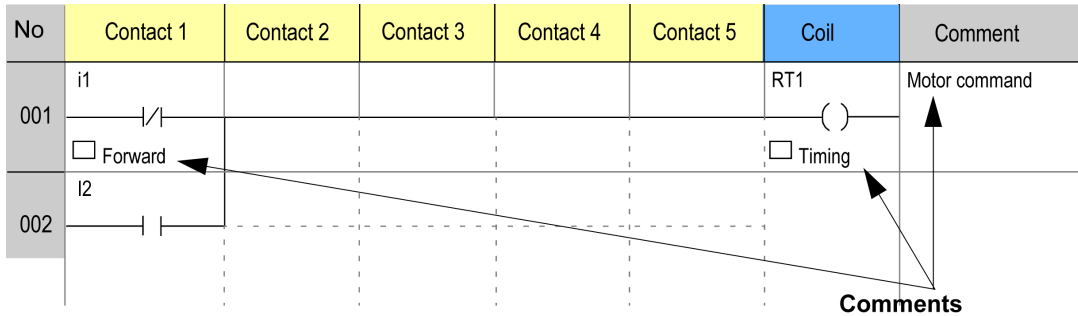 No Contact 1 Contact 2 Contact 3 Contact 4 Contact 5 Coil Comment
i1 RT1 Motor command
001
Forward Timing
I2
002
Comments